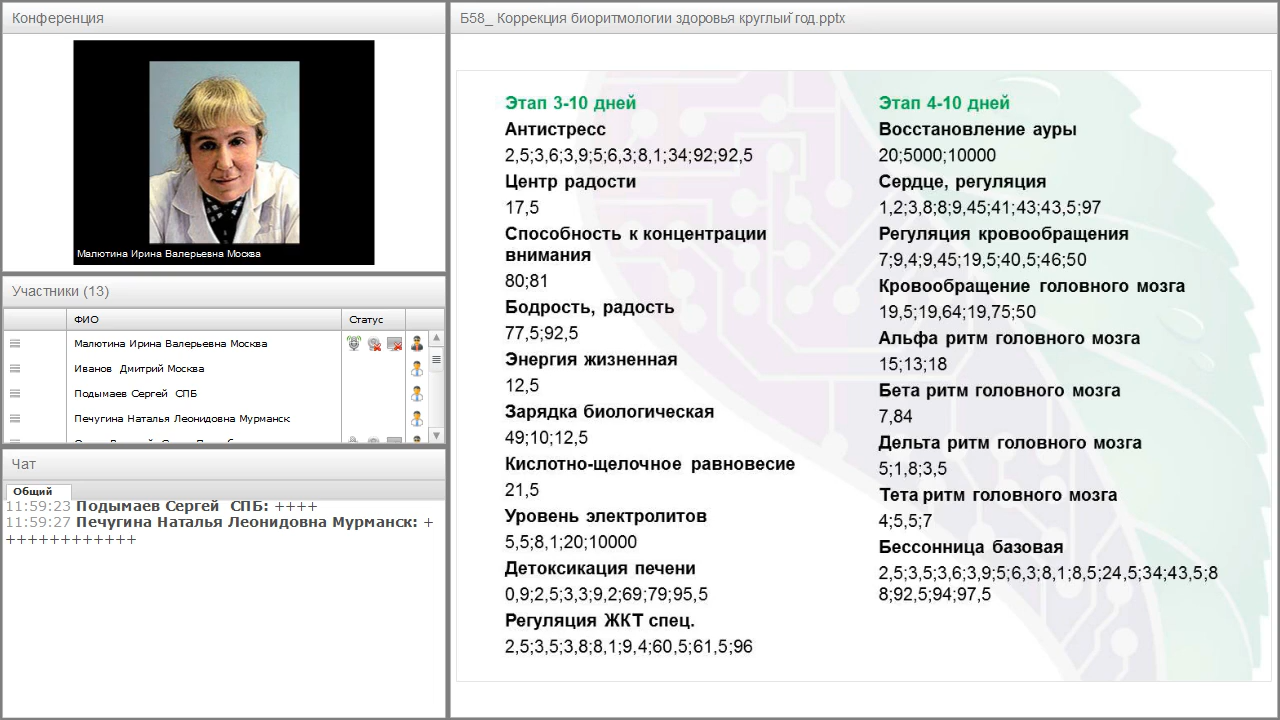 Конференция
Малютина Ирина Валерьевна Москва
Участники (13)
ФИО
Статус
Малютина Ирина Валерьевна Москва
Иванов Дмитрий Москва
Подымаев Сергей СПБ
Печугина Наталья Леонидовна Мурманск
Чат
Общий
11:59:23 Подымаев Сергей СПБ: ++++
11:59:27 Печугина Наталья Леонидовна Мурманск: +
++++++++++++
Б58_ Коррекция биоритмологии здоровья круглый год.pptx
Этап 3-10 дней
Антистресс
2,5;3,6;3,9;5;6,3;8,1;34;92;92,5
Центр радости
17,5
Способность к концентрации
внимания
80;81
Бодрость, радость
77,5;92,5
Энергия жизненная
12,5
Зарядка биологическая
49;10;12,5
Кислотно-щелочное равновесие
21,5
Уровень электролитов
5,5;8,1;20;10000
Детоксикация печени
0,9;2,5;3,3;9,2;69;79;95,5
Регуляция ЖКТ спец.
2,5;3,5;3,8;8,1;9,4;60,5;61,5;96
Этап 4-10 дней
Восстановление ауры
20;5000;10000
Сердце, регуляция
1,2;3,8;8;9,45;41;43;43,5;97
Регуляция кровообращения
7;9,4;9,45;19,5;40,5;46;50
Кровообращение головного мозга
19,5;19,64;19,75;50
Альфа ритм головного мозга
15;13;18
Бета ритм головного мозга
7,84
Дельта ритм головного мозга
5;1,8;3,5
Тета ритм головного мозга
4;5,5;7
Бессонница базовая
2,5;3,5;3,6;3,9;5;6,3;8,1;8,5;24,5;34;43,5;8
8;92,5;94;97,5